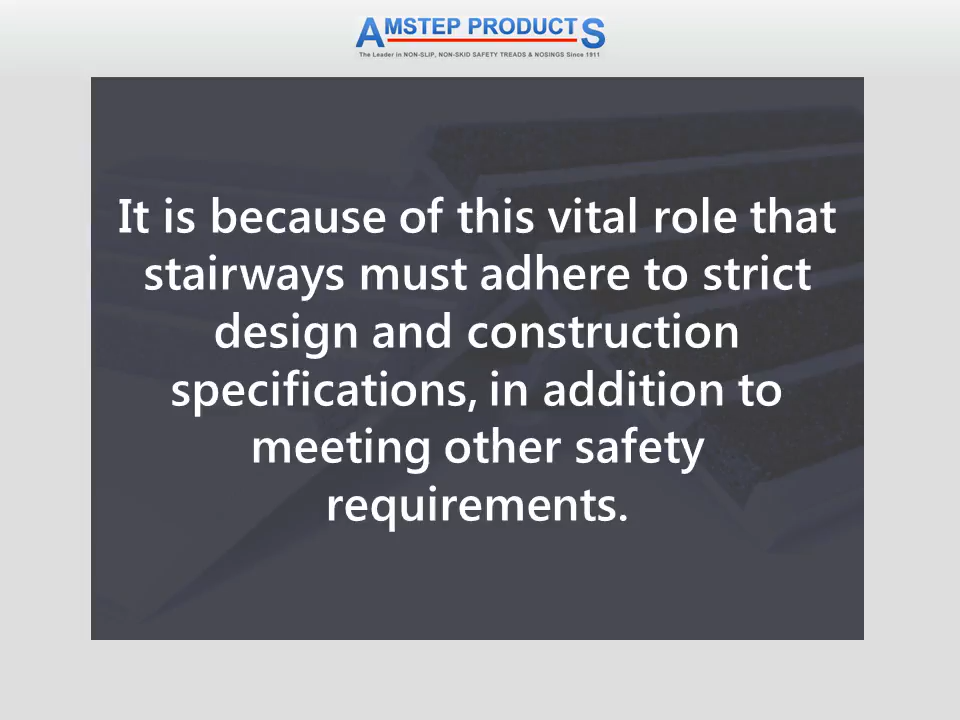 AMSTEP PRODUCTS
The Leader in NON-SLIP, NON-SKID SAFETY TREADS & NOSINGS Since 1911
It is because of this vital role that
stairways must adhere to strict
design and construction
specifications, in addition to
meeting other safety
requirements.